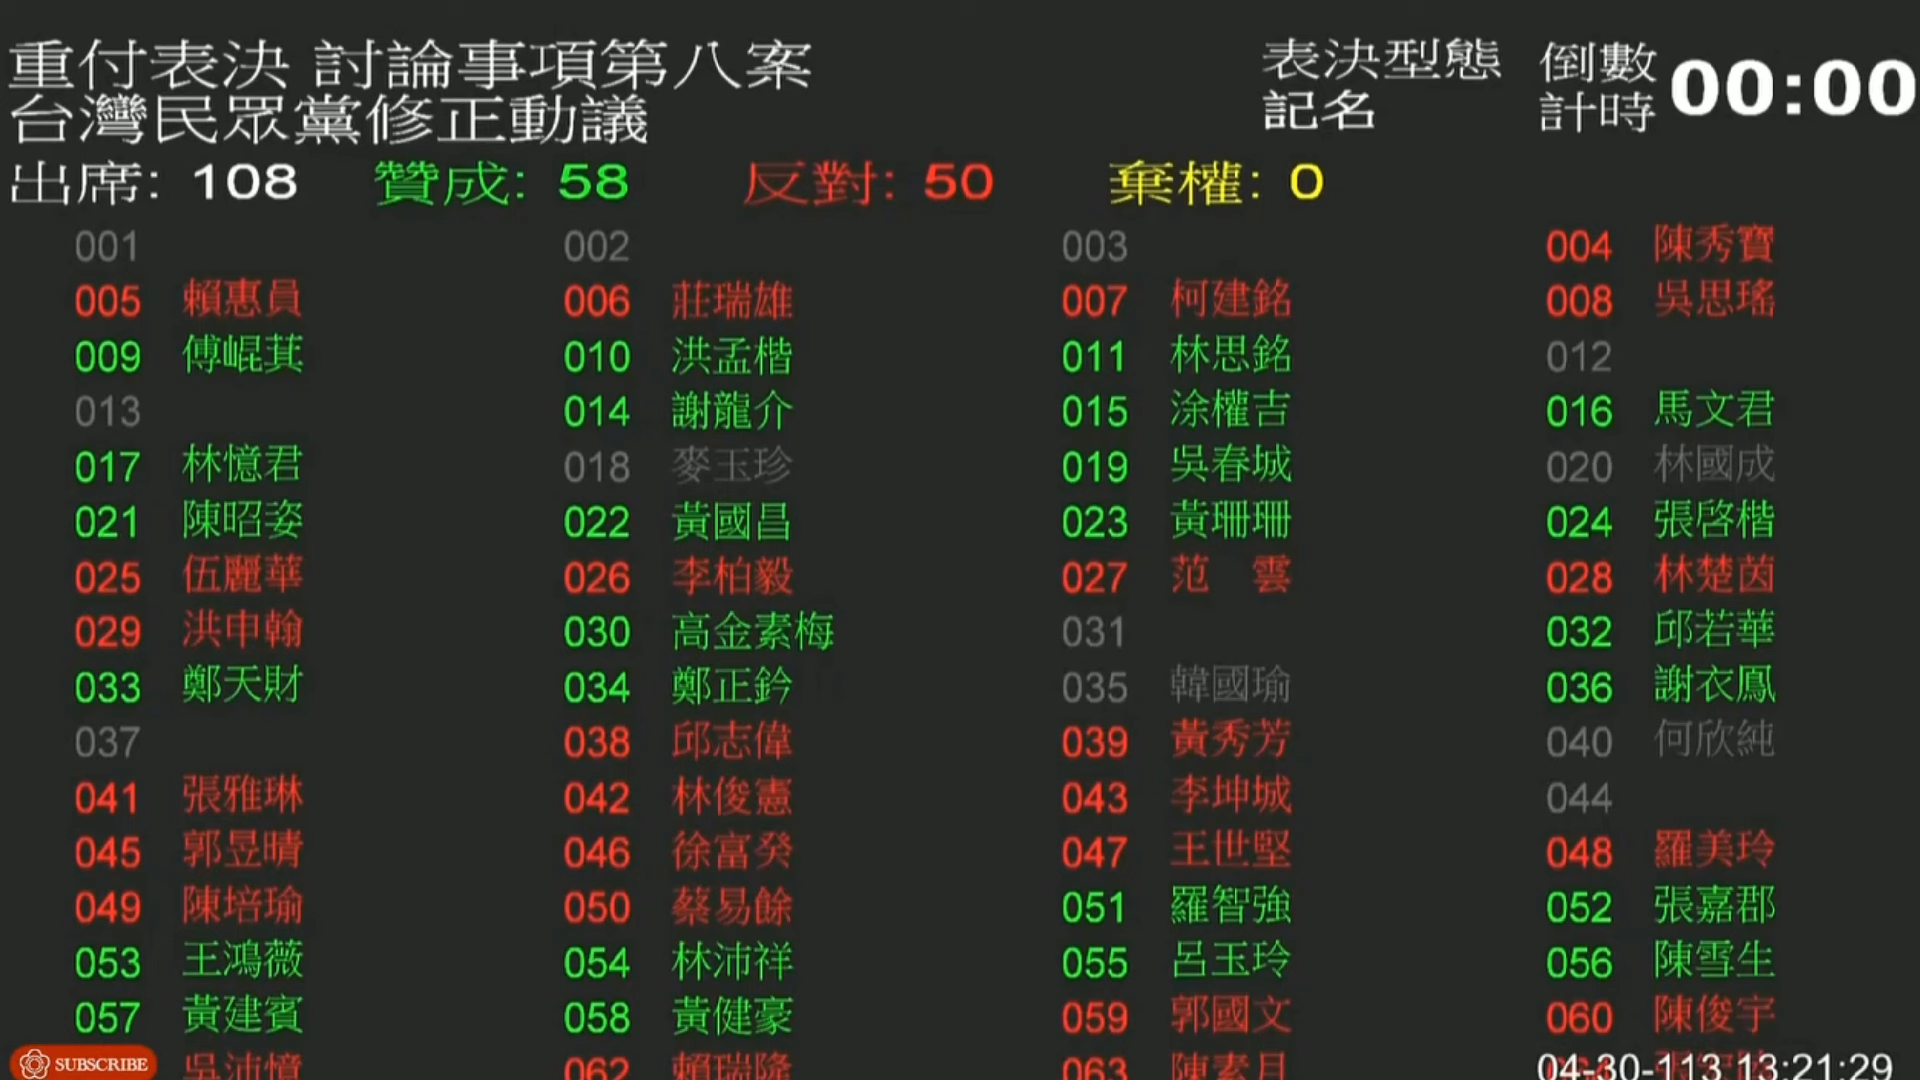 重付表決 討論事項第八案
台灣民眾黨修正動議
表決型態
記名
倒數
計時
00:00
出席: 108 贊成: 58 反對: 50 棄權: 0
001 002 003 004 陳秀寳
005 賴惠員 006 莊瑞雄 007 柯建銘 008 吳思瑤
009 傅崐萁 010 洪孟楷 011 林思銘 012
013 014 謝龍介 015 涂權吉 016 馬文君
017 林憶君 018 麥玉珍 019 吳春城 020 林國成
021 陳昭姿 022 黃國昌 023 黃珊珊 024 張啓楷
025 伍麗華 026 李柏毅 027 范　雲 028 林楚茵
029 洪申翰 030 高金素梅 031 032 邱若華
033 鄭天財 034 鄭正鈐 035 韓國瑜 036 謝衣鳳
037 038 邱志偉 039 黃秀芳 040 何欣純
041 張雅琳 042 林俊憲 043 李坤城 044
045 郭昱晴 046 徐富癸 047 王世堅 048 羅美玲
049 陳培瑜 050 蔡易餘 051 羅智強 052 張嘉郡
053 王鴻薇 054 林沛祥 055 呂玉玲 056 陳雪生
057 黃建賓 058 黃健豪 059 郭國文 060 陳俊宇
吳沛憶 062 賴瑞隆 063 陳素月
SUBSCRIBE
04-30-113 13:21:29